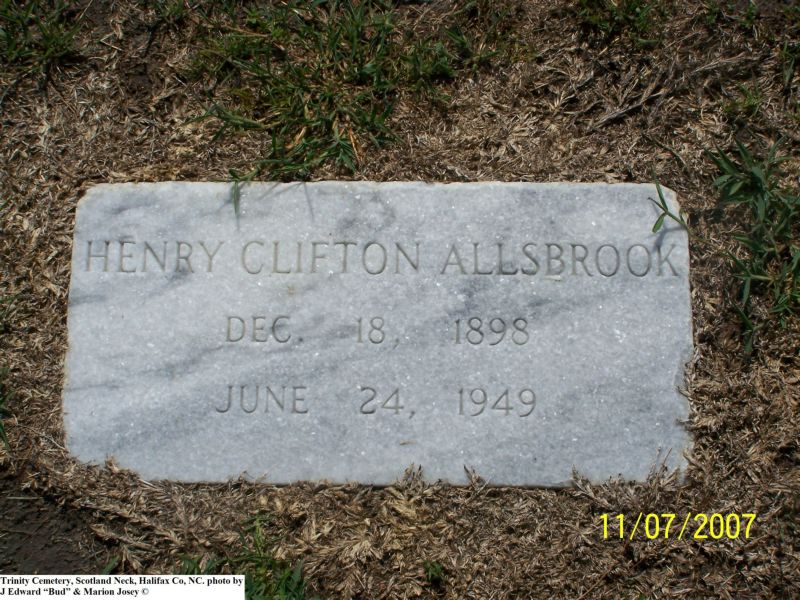 HENRY CLIFTON ALLSBROOK
DEC. 18, 1898
JUNE 24, 1949
11/07/2007
Trinity Cemetery, Scotland Neck, Halifax Co, NC. photo by
J Edward “Bud” & Marion Josey ©